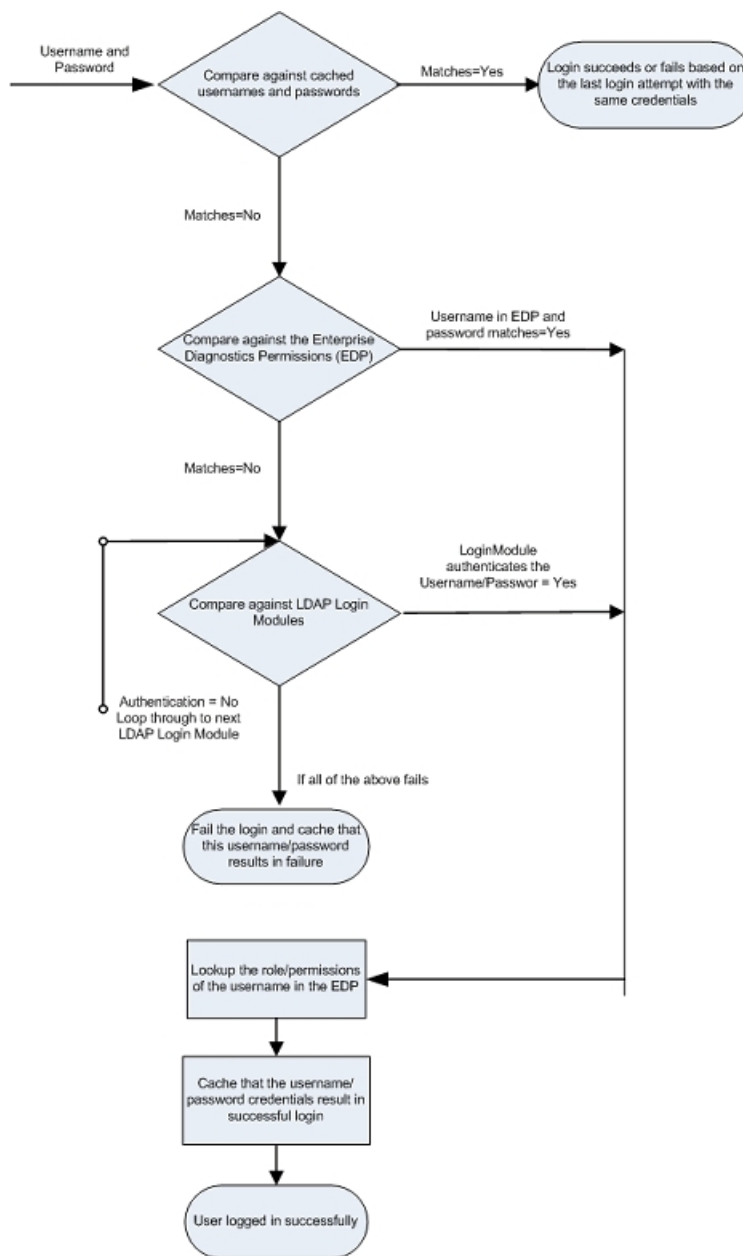 Username and
Password
Compare against cached
usernames and passwords
Matches=Yes
Login succeeds or fails based on
the last login attempt with the
same credentials
Matches=No
Compare against the Enterprise
Diagnostics Permissions (EDP)
Username in EDP and
password matches=Yes
Matches=No
Compare against LDAP Login
Modules
LoginModule
authenticates the
Username/Passwor = Yes
Authentication = No
Loop through to next
LDAP Login Module
If all of the above fails
Fail the login and cache that
this username/password
results in failure
Lookup the role/permissions
of the username in the EDP
Cache that the username/
password credentials result in
successful login
User logged in successfully